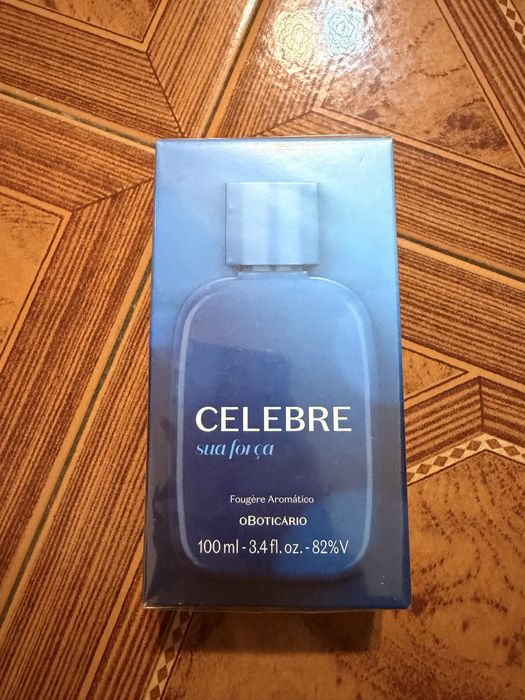 CELEBRE
sua força
Fougère Aromático
oBOTICÁRIO
100 ml - 3.4 fl. oz. - 82%V